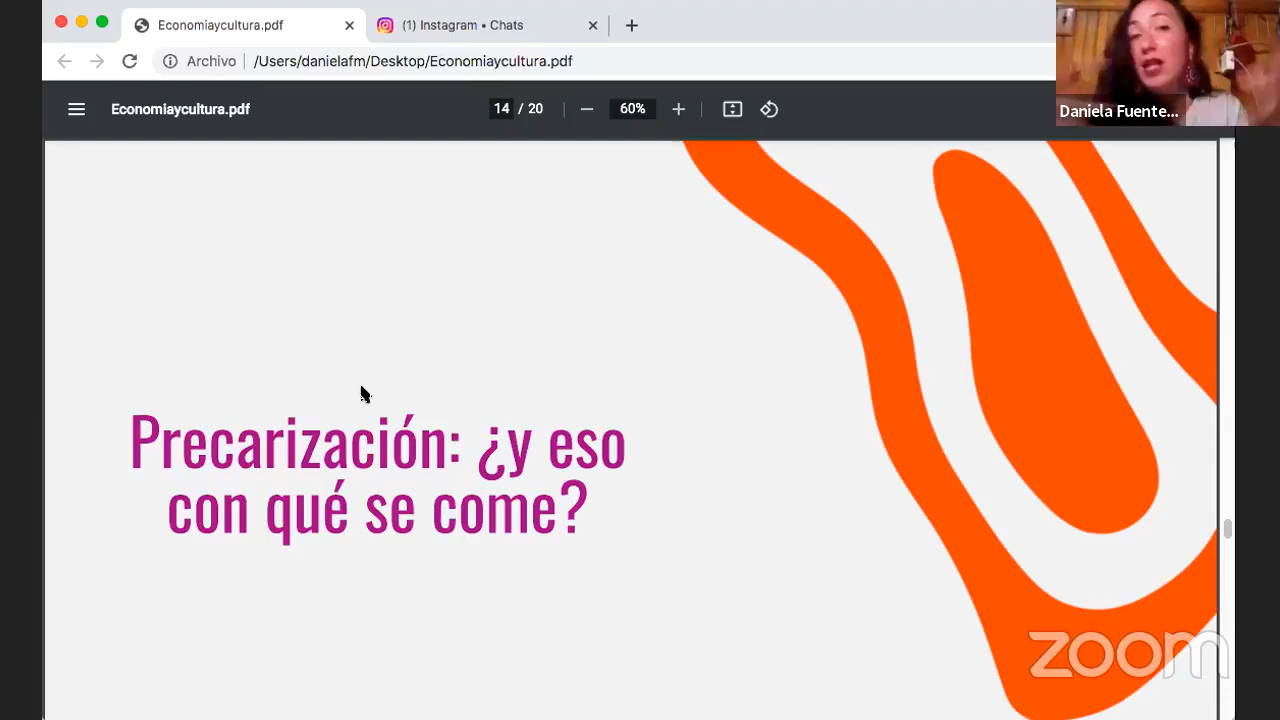 Economiaycultura.pdf
(1) Instagram • Chats
Archivo
/Users/danielafm/Desktop/Economiaycultura.pdf
Economiaycultura.pdf
14 / 20
60%
Daniela Fuente...
Precarización: ¿y eso
con qué se come?
zoom